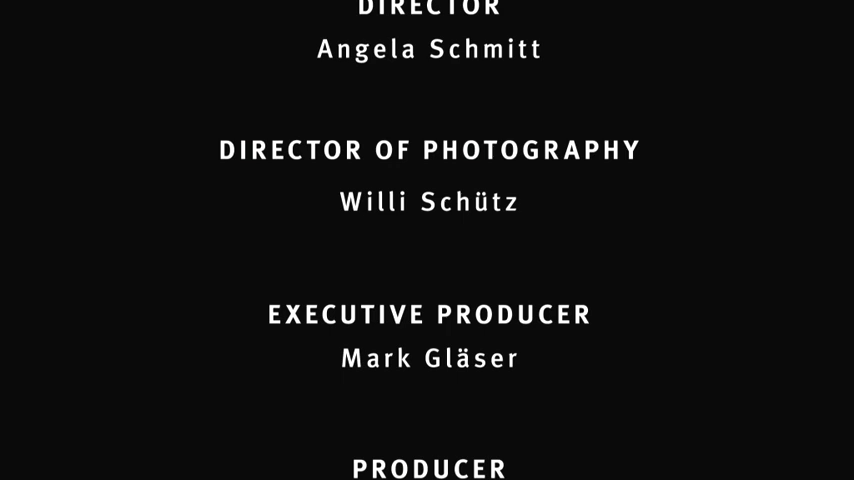 DIRECTOR
Angela Schmitt
DIRECTOR OF PHOTOGRAPHY
Willi Schütz
EXECUTIVE PRODUCER
Mark Gläser
PRODUCER